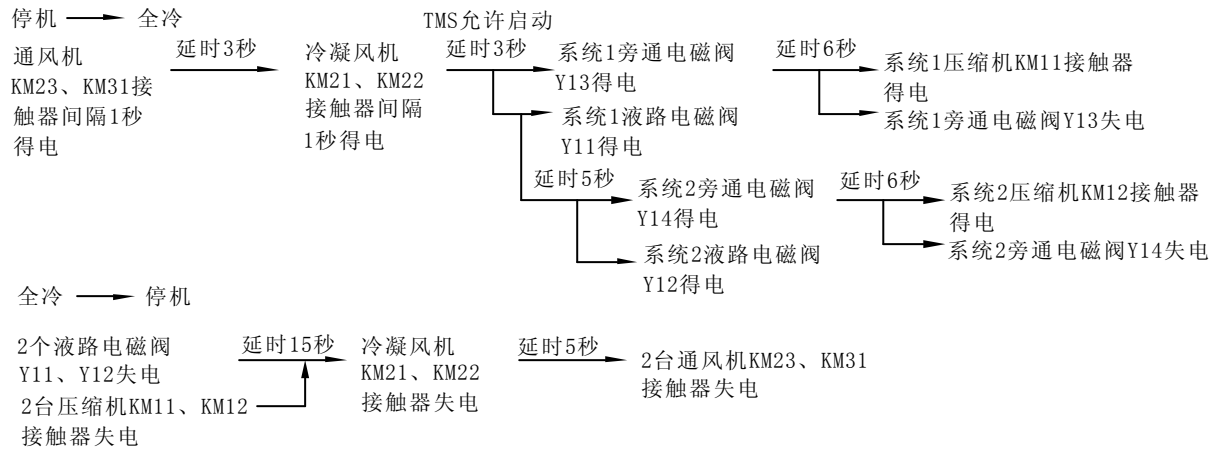 停机 全冷
TMS允许启动
通风机
KM23、KM31接
触器间隔1秒
得电
延时3秒
冷凝风机
KM21、KM22
接触器间隔
1秒得电
延时3秒
系统1旁通电磁阀
Y13得电
系统1液路电磁阀
Y11得电
延时6秒
系统1压缩机KM11接触器
得电
系统1旁通电磁阀Y13失电
延时5秒
系统2旁通电磁阀
Y14得电
系统2液路电磁阀
Y12得电
延时6秒
系统2压缩机KM12接触器
得电
系统2旁通电磁阀Y14失电
全冷 停机
2个液路电磁阀
Y11、Y12失电
2台压缩机KM11、KM12
接触器失电
延时15秒
冷凝风机
KM21、KM22
接触器失电
延时5秒
2台通风机KM23、KM31
接触器失电